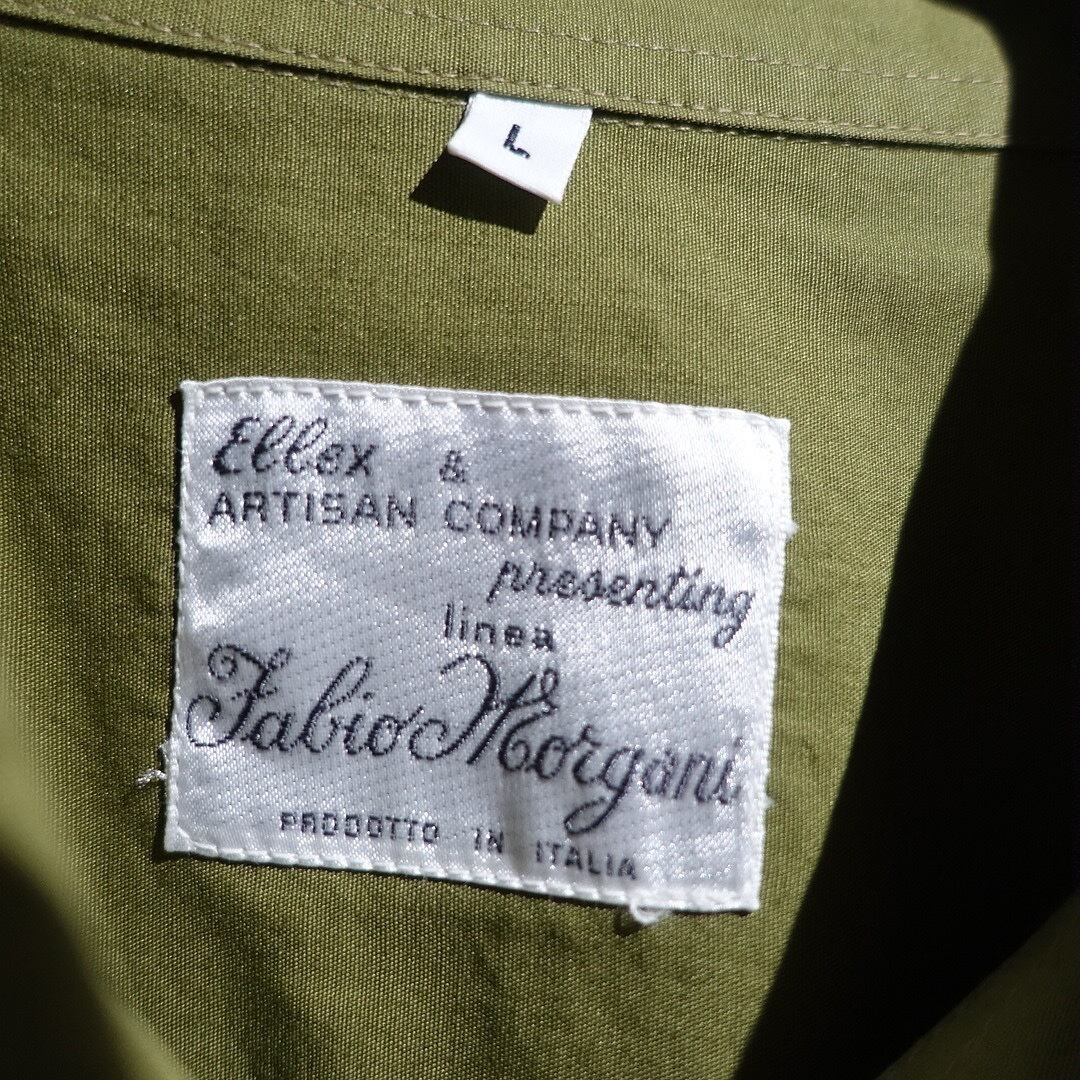 L
Ellex &
ARTISAN COMPANY
presenting
linea
Fabio Morgani
PRODOTTO IN ITALIA